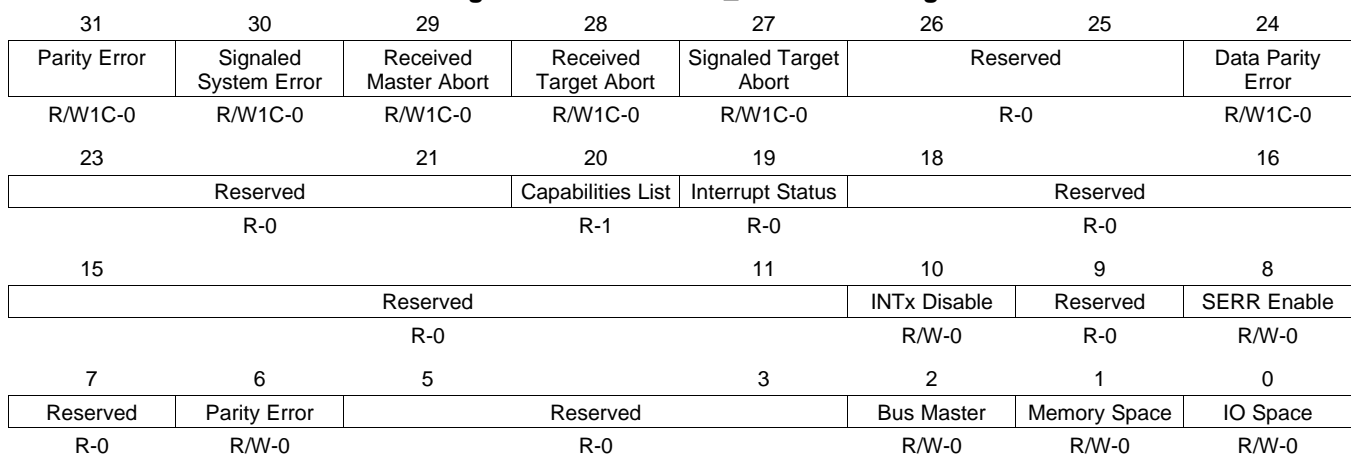 31 30 29 28 27 26 25 24
Parity Error Signaled System Error Received Master Abort Received Target Abort Signaled Target Abort Reserved Data Parity Error
R/W1C-0 R/W1C-0 R/W1C-0 R/W1C-0 R/W1C-0 R-0 R/W1C-0
23 21 20 19 18 16
Reserved Capabilities List Interrupt Status Reserved
R-0 R-1 R-0 R-0
15 11 10 9 8
Reserved INTx Disable Reserved SERR Enable
R-0 R/W-0 R-0 R/W-0
7 6 5 3 2 1 0
Reserved Parity Error Reserved Bus Master Memory Space IO Space
R-0 R/W-0 R-0 R/W-0 R/W-0 R/W-0